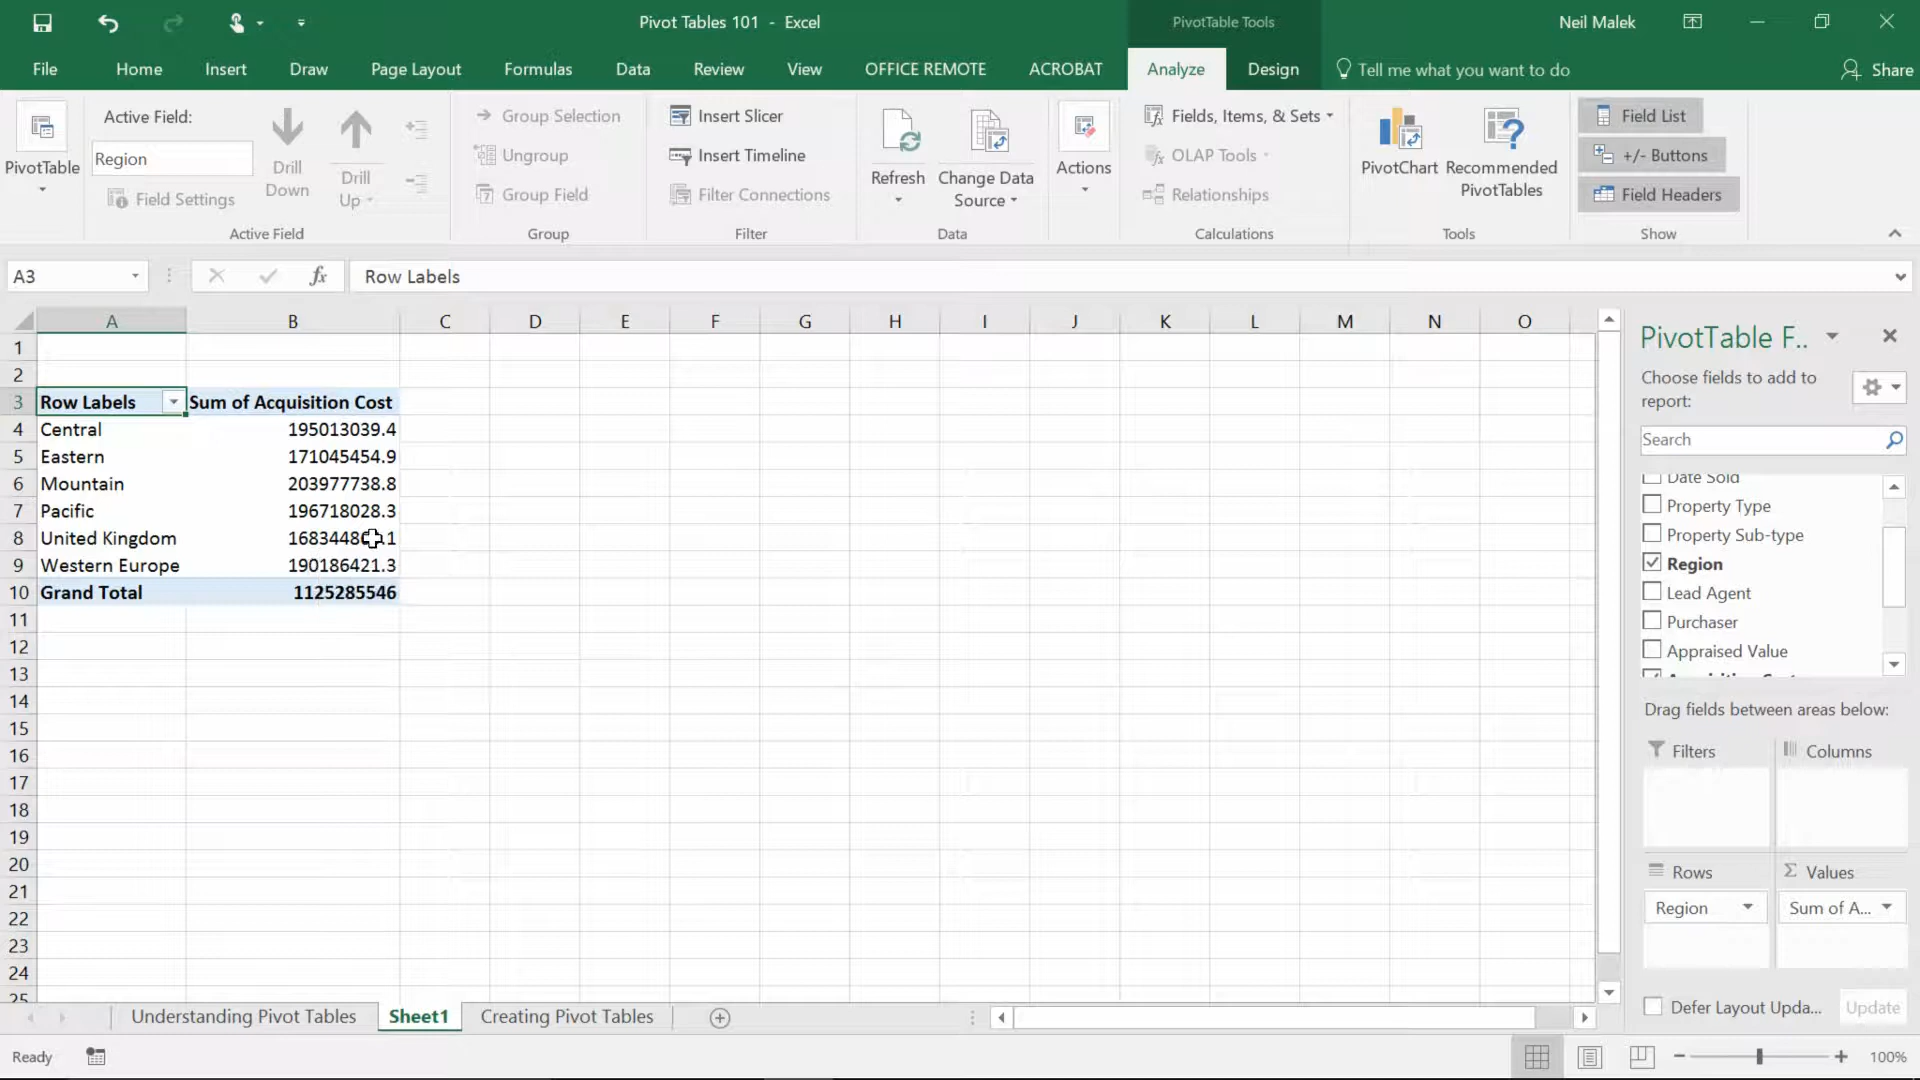 Pivot Tables 101 - Excel
PivotTable Tools
Neil Malek
File
Home
Insert
Draw
Page Layout
Formulas
Data
Review
View
OFFICE REMOTE
ACROBAT
Analyze
Design
Tell me what you want to do
Share
PivotTable
Active Field:
Region
Field Settings
Drill
Down
Drill
Up
Active Field
Group Selection
Ungroup
Group Field
Group
Insert Slicer
Insert Timeline
Filter Connections
Filter
Refresh
Change Data
Source
Data
Actions
Fields, Items, & Sets
OLAP Tools
Relationships
Calculations
PivotChart
Recommended
PivotTables
Tools
Field List
+/- Buttons
Field Headers
Show
A3
fx
Row Labels
A B C D E F G H I J K L M N O
1
2
3 Row Labels Sum of Acquisition Cost
4 Central 195013039.4
5 Eastern 171045454.9
6 Mountain 203977738.8
7 Pacific 196718028.3
8 United Kingdom
9 Western Europe 190186421.3
10 Grand Total 1125285546
11
12
13
14
15
16
17
18
19
20
21
22
23
24
25
PivotTable F..
Choose fields to add to
report:
Search
Date Sold
Property Type
Property Sub-type
Region
Lead Agent
Purchaser
Appraised Value
Drag fields between areas below:
Filters
Columns
Rows
Values
Region
Sum of A...
Defer Layout Upda...
Update
Understanding Pivot Tables
Sheet1
Creating Pivot Tables
Ready
100%